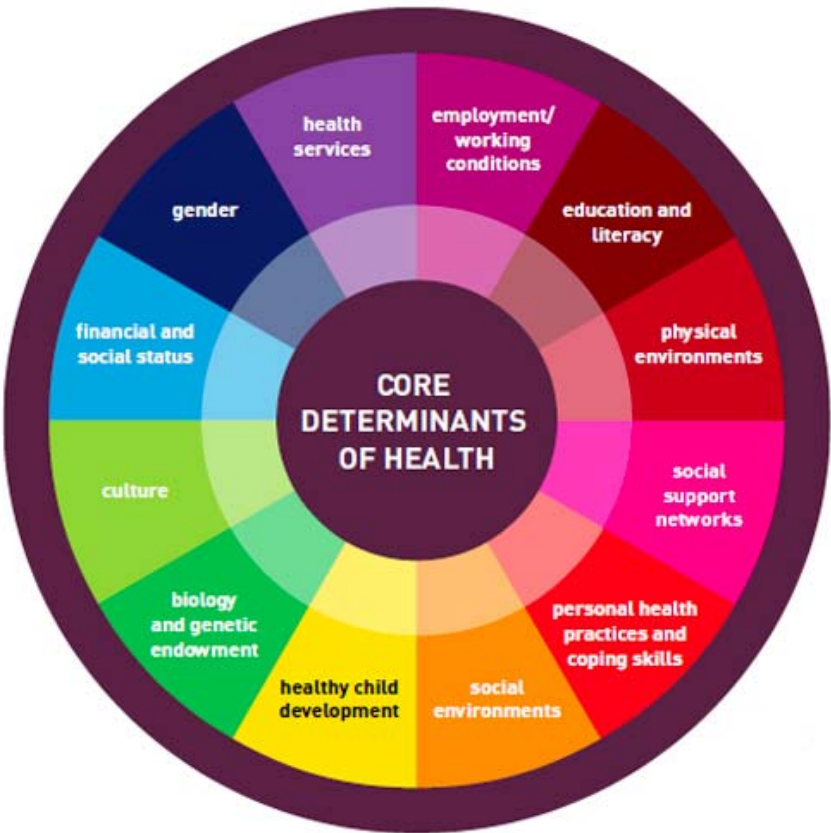 CORE
DETERMINANTS
OF HEALTH
employment/
working
conditions
education and
literacy
physical
environments
social
support
networks
personal health
practices and
coping skills
social
environments
healthy child
development
biology
and genetic
endowment
culture
financial and
social status
gender
health
services